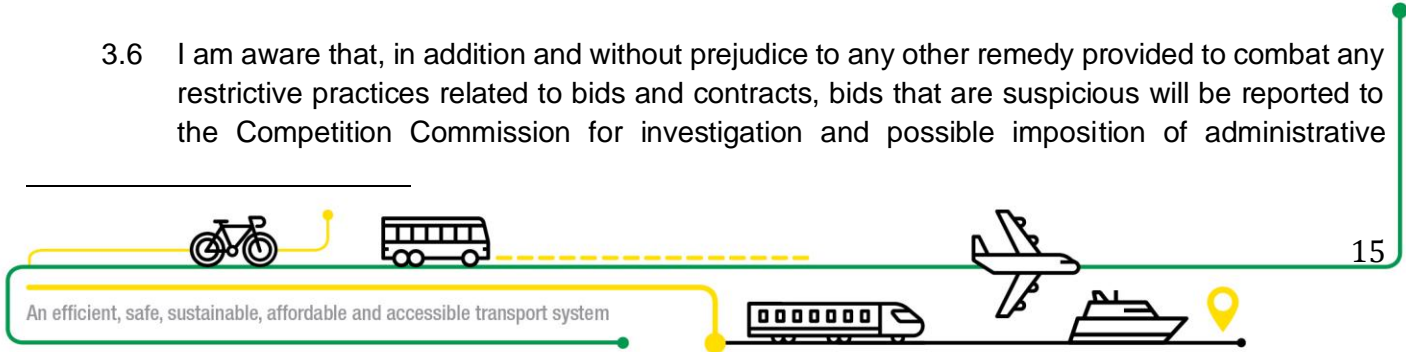 3.6 I am aware that, in addition and without prejudice to any other remedy provided to combat any
restrictive practices related to bids and contracts, bids that are suspicious will be reported to
the Competition Commission for investigation and possible imposition of administrative
15
An efficient, safe, sustainable, affordable and accessible transport system